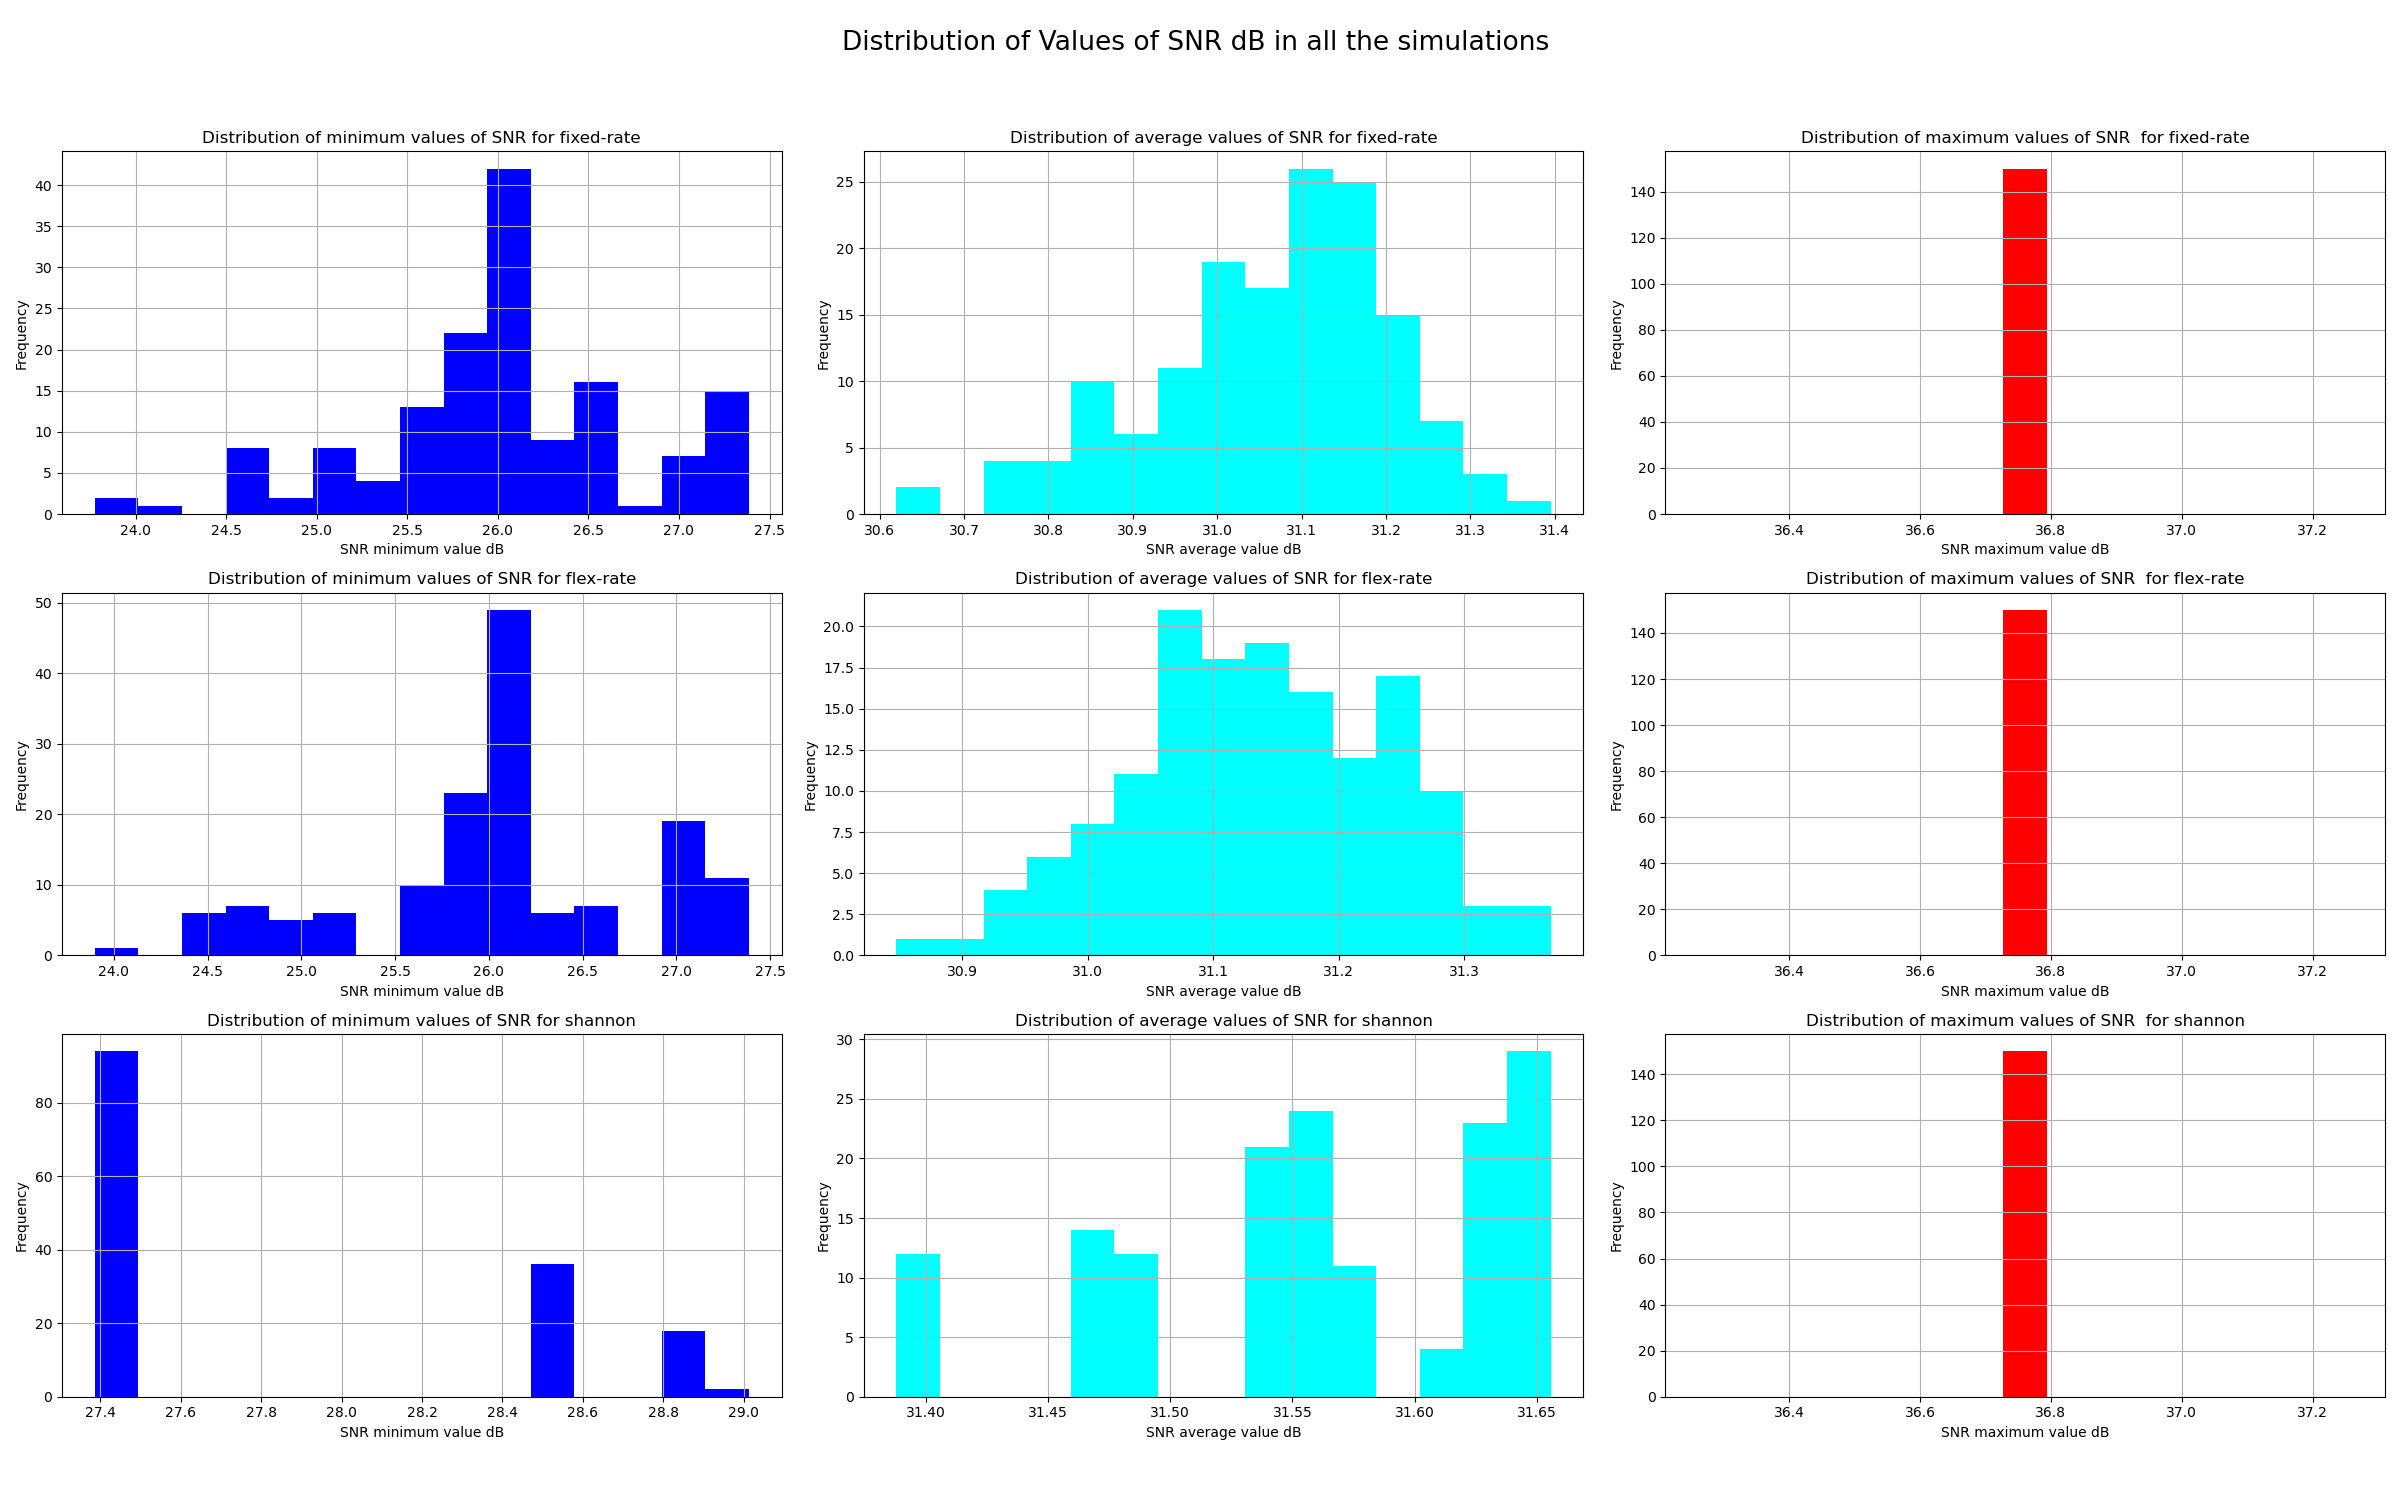 Distribution of Values of SNR dB in all the simulations
Distribution of minimum values of SNR for fixed-rate
Frequency
0 5 10 15 20 25 30 35 40
24.0 24.5 25.0 25.5 26.0 26.5 27.0 27.5
SNR minimum value dB
Distribution of average values of SNR for fixed-rate
Frequency
0 5 10 15 20 25
30.6 30.7 30.8 30.9 31.0 31.1 31.2 31.3 31.4
SNR average value dB
Distribution of maximum values of SNR  for fixed-rate
Frequency
0 20 40 60 80 100 120 140
36.4 36.6 36.8 37.0 37.2
SNR maximum value dB
Distribution of minimum values of SNR for flex-rate
Frequency
0 10 20 30 40 50
24.0 24.5 25.0 25.5 26.0 26.5 27.0 27.5
SNR minimum value dB
Distribution of average values of SNR for flex-rate
Frequency
0.0 2.5 5.0 7.5 10.0 12.5 15.0 17.5 20.0
30.9 31.0 31.1 31.2 31.3
SNR average value dB
Distribution of maximum values of SNR  for flex-rate
Frequency
0 20 40 60 80 100 120 140
36.4 36.6 36.8 37.0 37.2
SNR maximum value dB
Distribution of minimum values of SNR for shannon
Frequency
0 20 40 60 80
27.4 27.6 27.8 28.0 28.2 28.4 28.6 28.8 29.0
SNR minimum value dB
Distribution of average values of SNR for shannon
Frequency
0 5 10 15 20 25 30
31.40 31.45 31.50 31.55 31.60 31.65
SNR average value dB
Distribution of maximum values of SNR  for shannon
Frequency
0 20 40 60 80 100 120 140
36.4 36.6 36.8 37.0 37.2
SNR maximum value dB